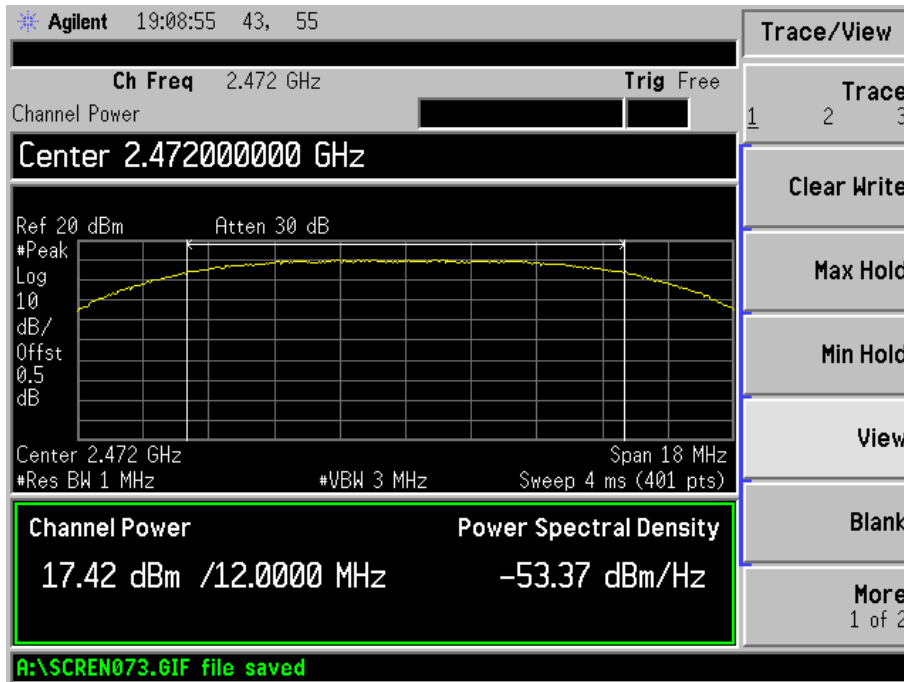 Agilent 19:08:55 43, 55
Trace/View
Ch Freq 2.472 GHz Trig Free
Channel Power
Center 2.472000000 GHz
Ref 20 dBm Atten 30 dB
#Peak
Log
10
dB/
Offst
0.5
dB
Center 2.472 GHz Span 18 MHz
#Res BW 1 MHz #VBW 3 MHz Sweep 4 ms (401 pts)
Channel Power Power Spectral Density
17.42 dBm /12.0000 MHz -53.37 dBm/Hz
A:\SCREN073.GIF file saved
Trace
1 2 3
Clear Write
Max Hold
Min Hold
View
Blank
More
1 of 2